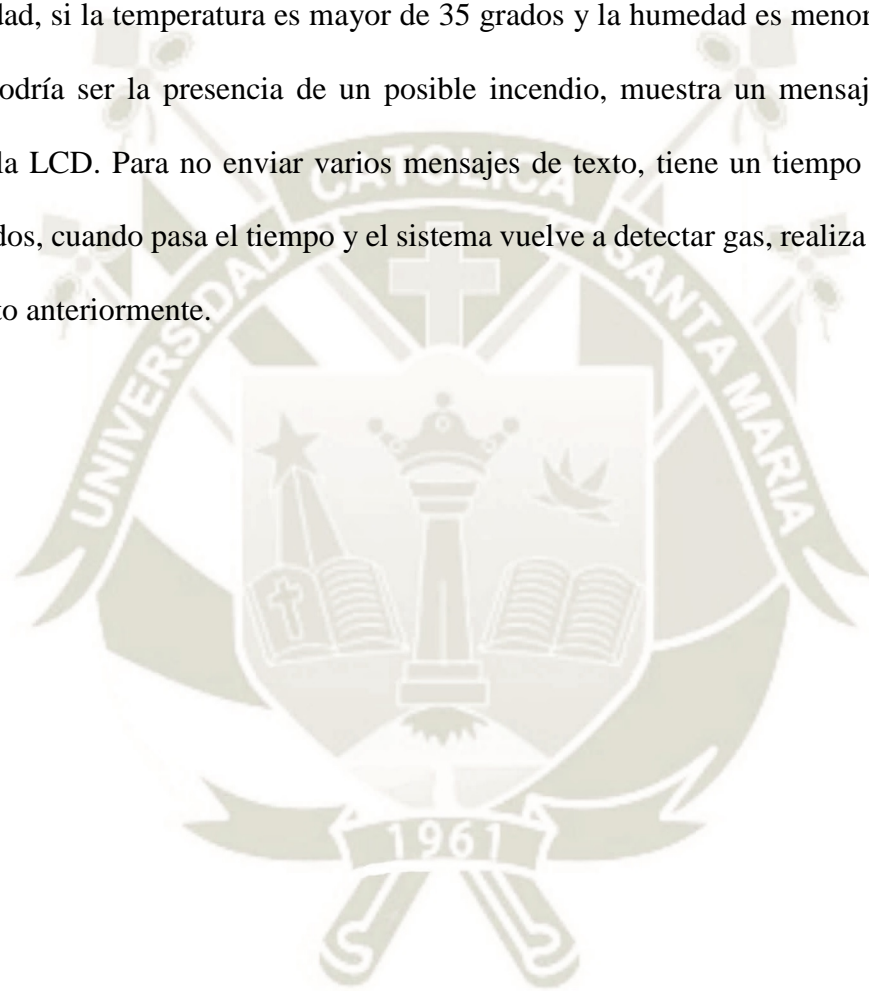 dad, si la temperatura es mayor de 35 grados y la humedad es menor
odría ser la presencia de un posible incendio, muestra un mensaj
la LCD. Para no enviar varios mensajes de texto, tiene un tiempo
dos, cuando pasa el tiempo y el sistema vuelve a detectar gas, realiza
to anteriormente.
UNIVERSIDAD CATOLICA SANTA MARIA
1961